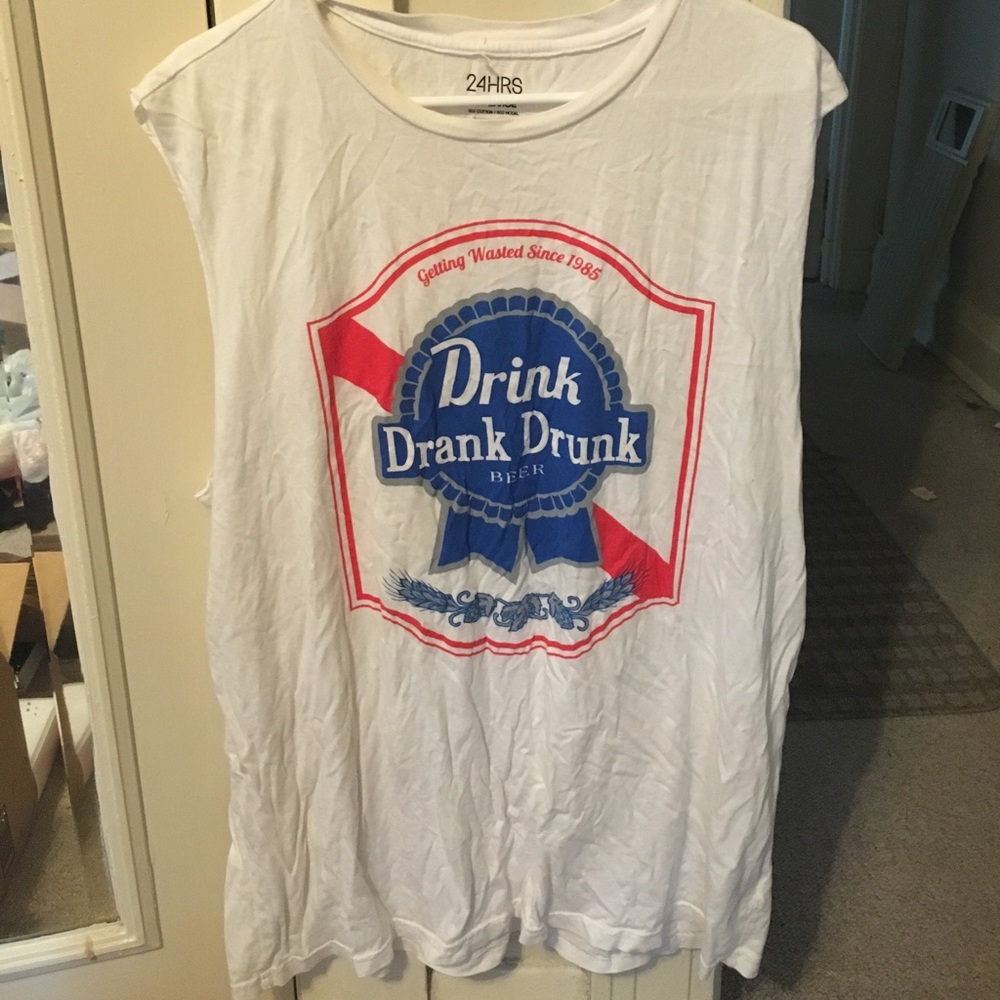 24HRS
Getting Wasted Since 1985
Drink
Drank Drunk
BEER